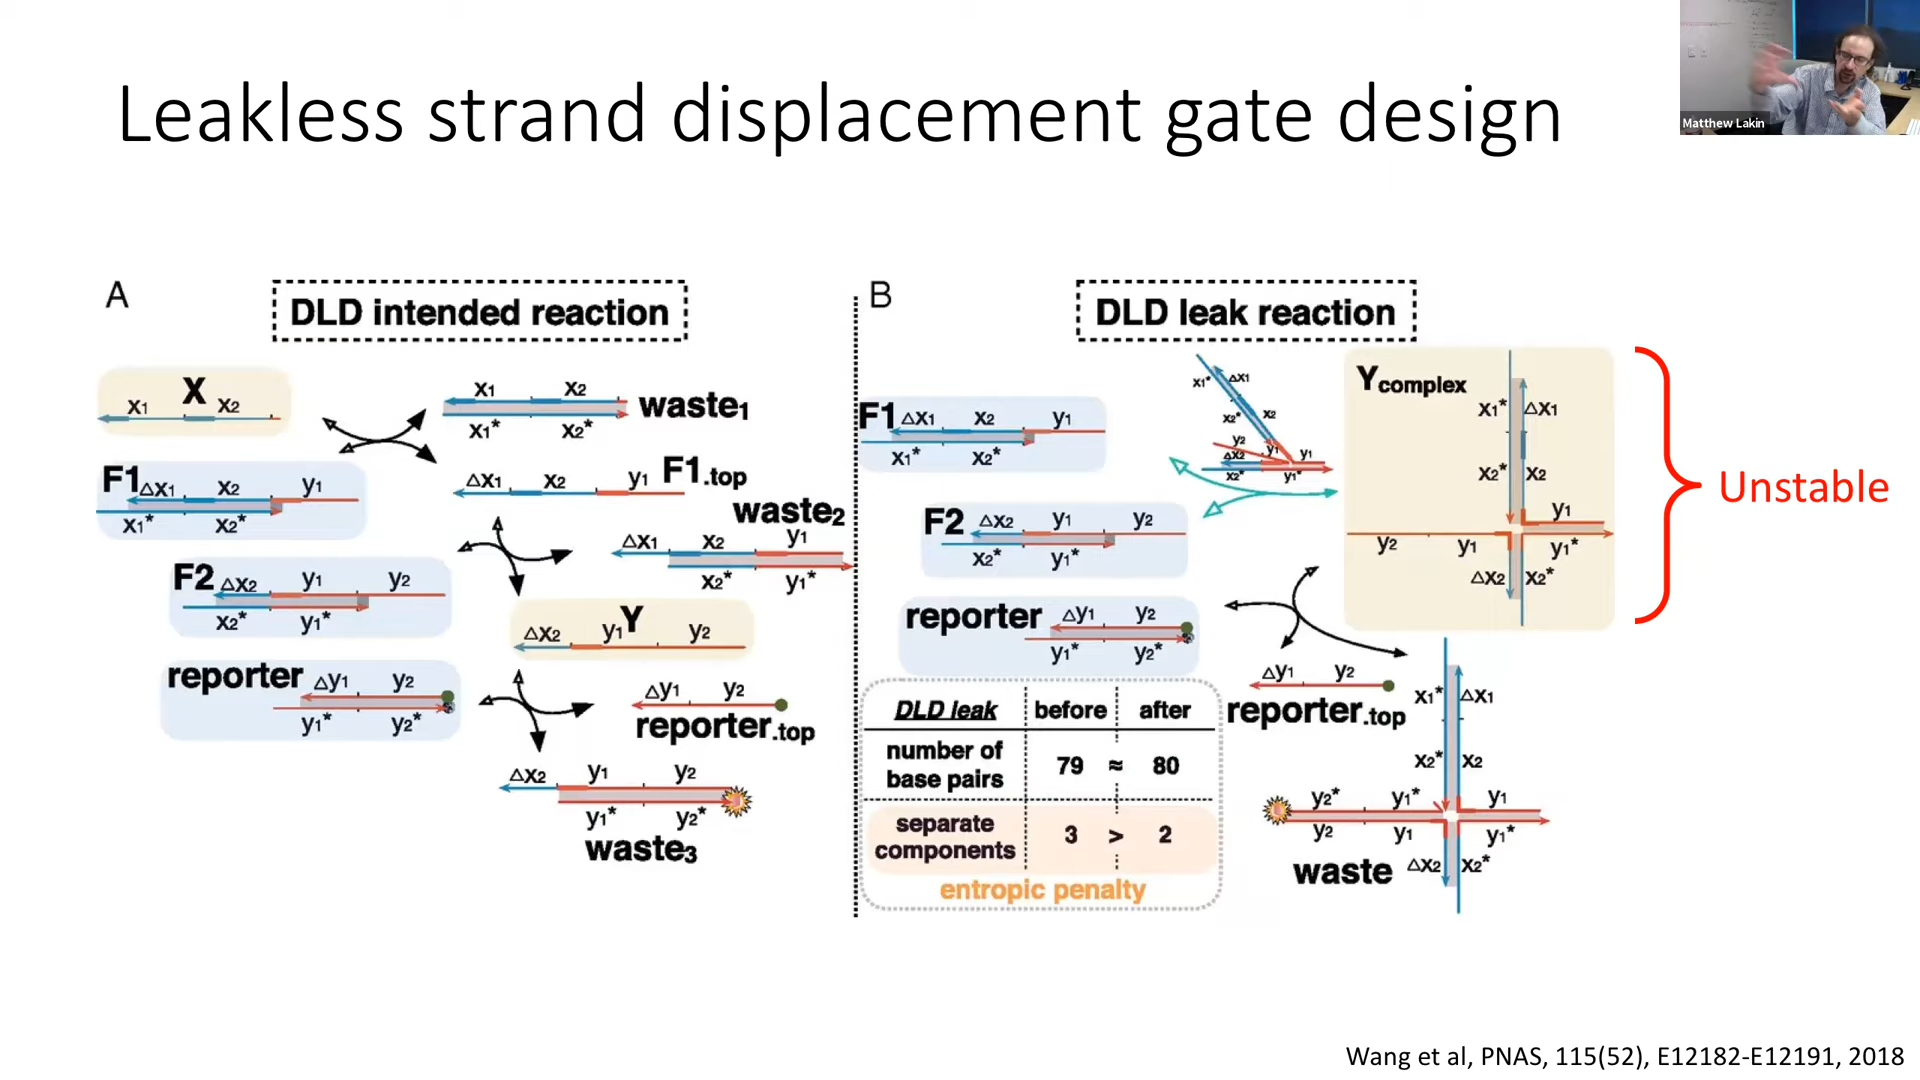 Leakless strand displacement gate design
Matthew Lakin
A
DLD intended reaction
X
x1 x2
x1 x2
waste1
x1* x2*
F1
Δx1 x2 y1
x1* x2*
Δx1 x2 y1 F1.top
waste2
Δx1 x2 y1
x2* y1*
F2 Δx2 y1 y2
x2* y1*
Y
Δx2 y1 y2
reporter Δy1 y2
y1* y2*
Δy1 y2
reporter.top
Δx2 y1 y2
y1* y2*
waste3
B
DLD leak reaction
F1 Δx1 x2 y1
x1* x2*
x1* Δx1
x2* x2
y2 y1 y1
Δx2
x2* y1*
Ycomplex
x1* Δx1
x2* x2
y1
y2 y1 y1*
Δx2 x2*
Unstable
F2 Δx2 y1 y2
x2* y1*
reporter Δy1 y2
y1* y2*
Δy1 y2
reporter.top
x1* Δx1
x2* x2
y2* y1* y1
y2 y1 y1*
Δx2 x2*
waste
DLD leak before after
number of
base pairs 79 ≈ 80
separate
components 3 > 2
entropic penalty
Wang et al, PNAS, 115(52), E12182-E12191, 2018